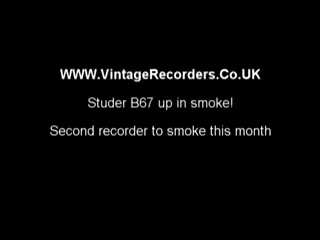 WWW.VintageRecorders.Co.UK
Studer B67 up in smoke!
Second recorder to smoke this month